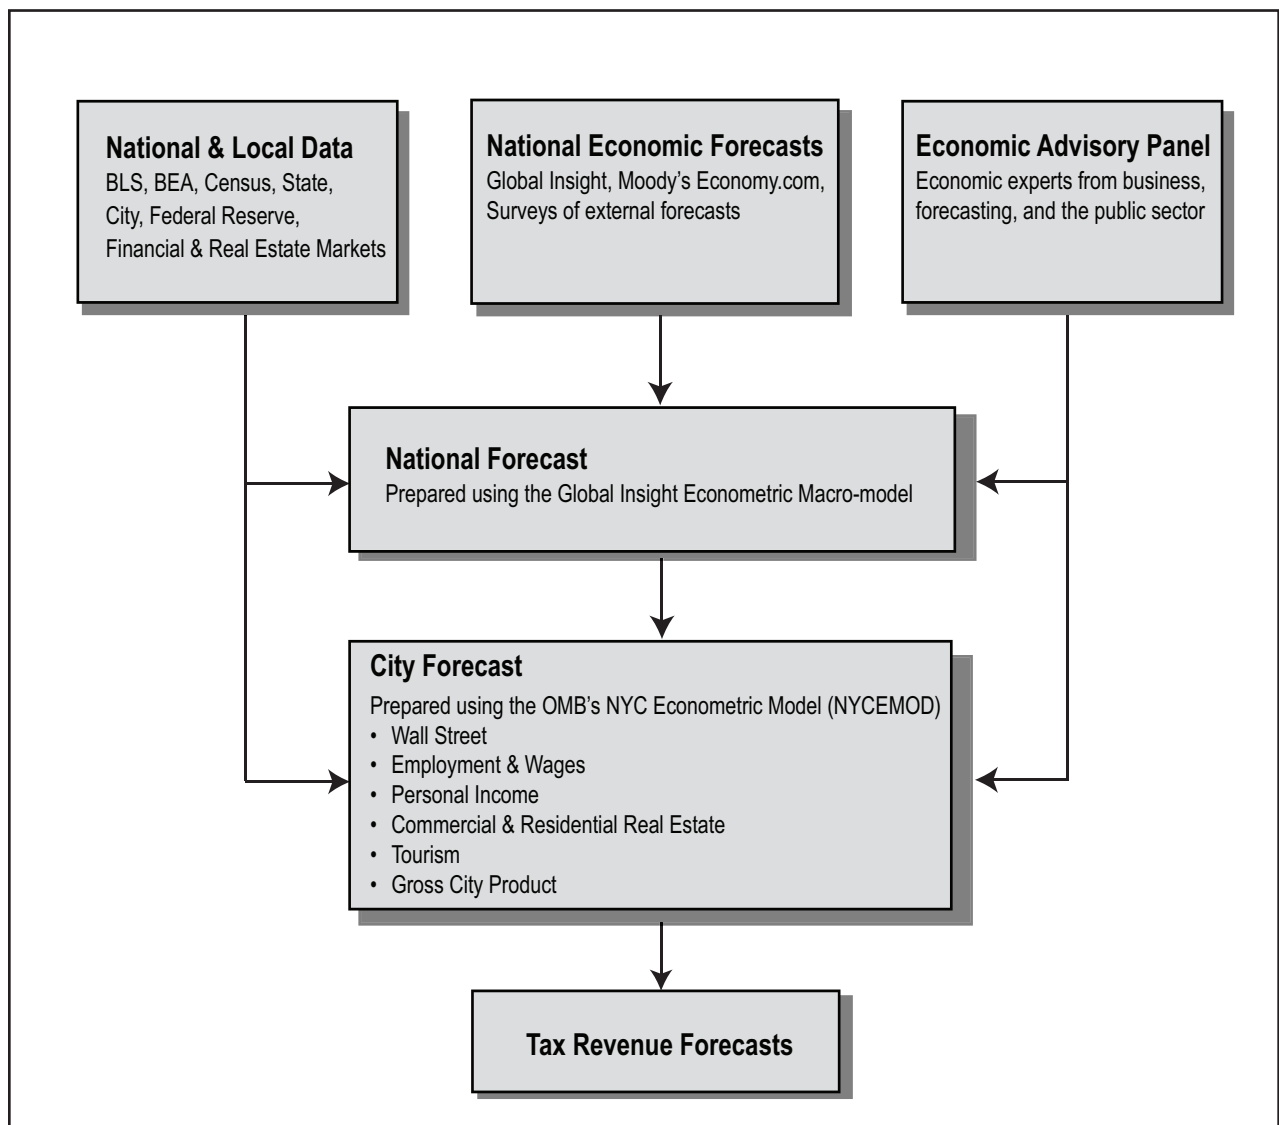 National & Local Data
BLS, BEA, Census, State,
City, Federal Reserve,
Financial & Real Estate Markets
National Economic Forecasts
Global Insight, Moody's Economy.com,
Surveys of external forecasts
Economic Advisory Panel
Economic experts from business,
forecasting, and the public sector
National Forecast
Prepared using the Global Insight Econometric Macro-model
City Forecast
Prepared using the OMB's NYC Econometric Model (NYCEMOD)
• Wall Street
• Employment & Wages
• Personal Income
• Commercial & Residential Real Estate
• Tourism
• Gross City Product
Tax Revenue Forecasts